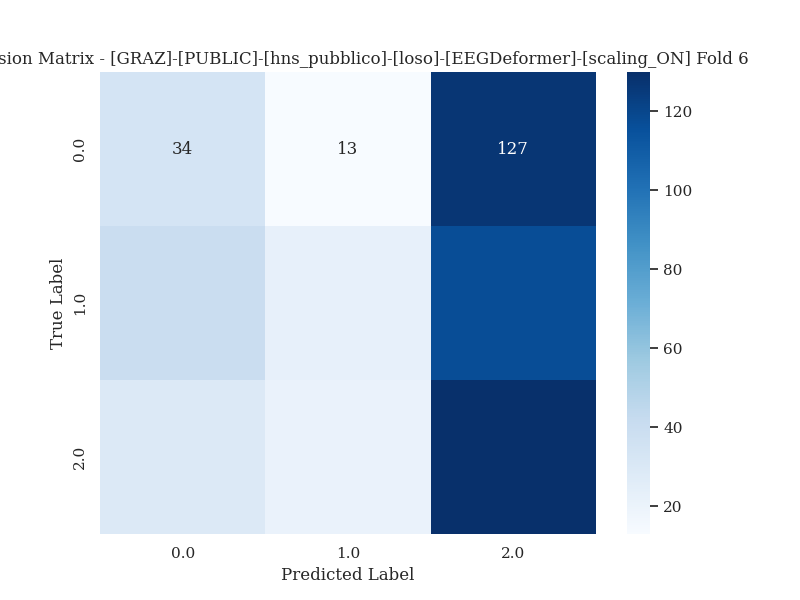 sion Matrix - [GRAZ]-[PUBLIC]-[hns_pubblico]-[loso]-[EEGDeformer]-[scaling_ON] Fold 6
34 13 127
0.0
1.0
2.0
True Label
0.0 1.0 2.0
Predicted Label
120
100
80
60
40
20